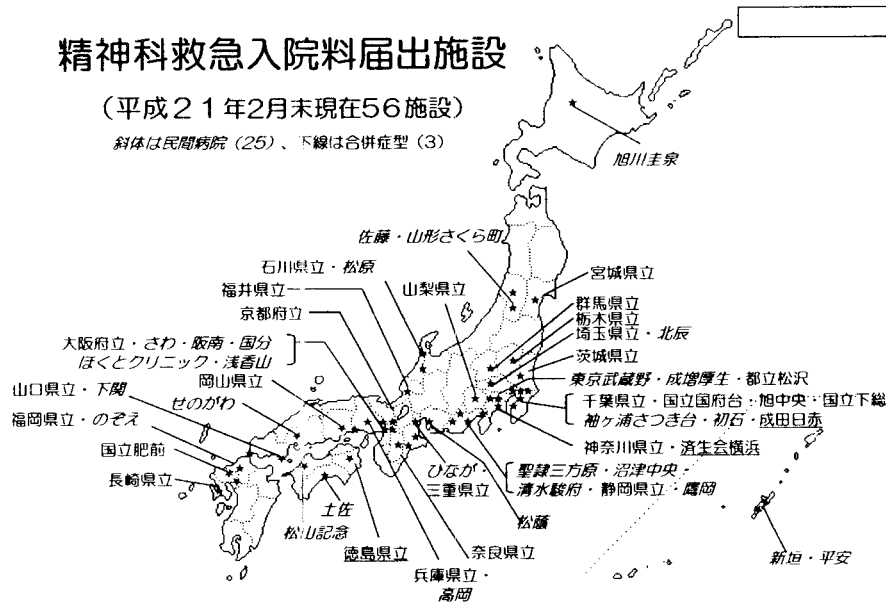 精神科救急入院料届出施設
(平成21年2月末現在56施設)
斜体は民間病院(25)、下線は合併症型(3)
旭川圭泉
佐藤・山形さくら町
石川県立・松原
福井県立
京都府立
山梨県立
宮城県立
群馬県立
栃木県立
埼玉県立・北辰
茨城県立
大阪府立・さわ・阪南・国分
ほくとクリニック・浅香山
岡山県立
山口県立・下関
せのがわ
福岡県立・のぞえ
国立肥前
長崎県立
東京武蔵野・成増厚生・都立松沢
千葉県立・国立国府台・旭中央・国立下総
袖ヶ浦さつき台・初石・成田日赤
神奈川県立・済生会横浜
ひなが・
三重県立
聖隷三方原・沼津中央・
清水駿府・静岡県立・鷹岡
松蔭
土佐
松山記念
徳島県立
奈良県立
兵庫県立・
高岡
新垣・平安